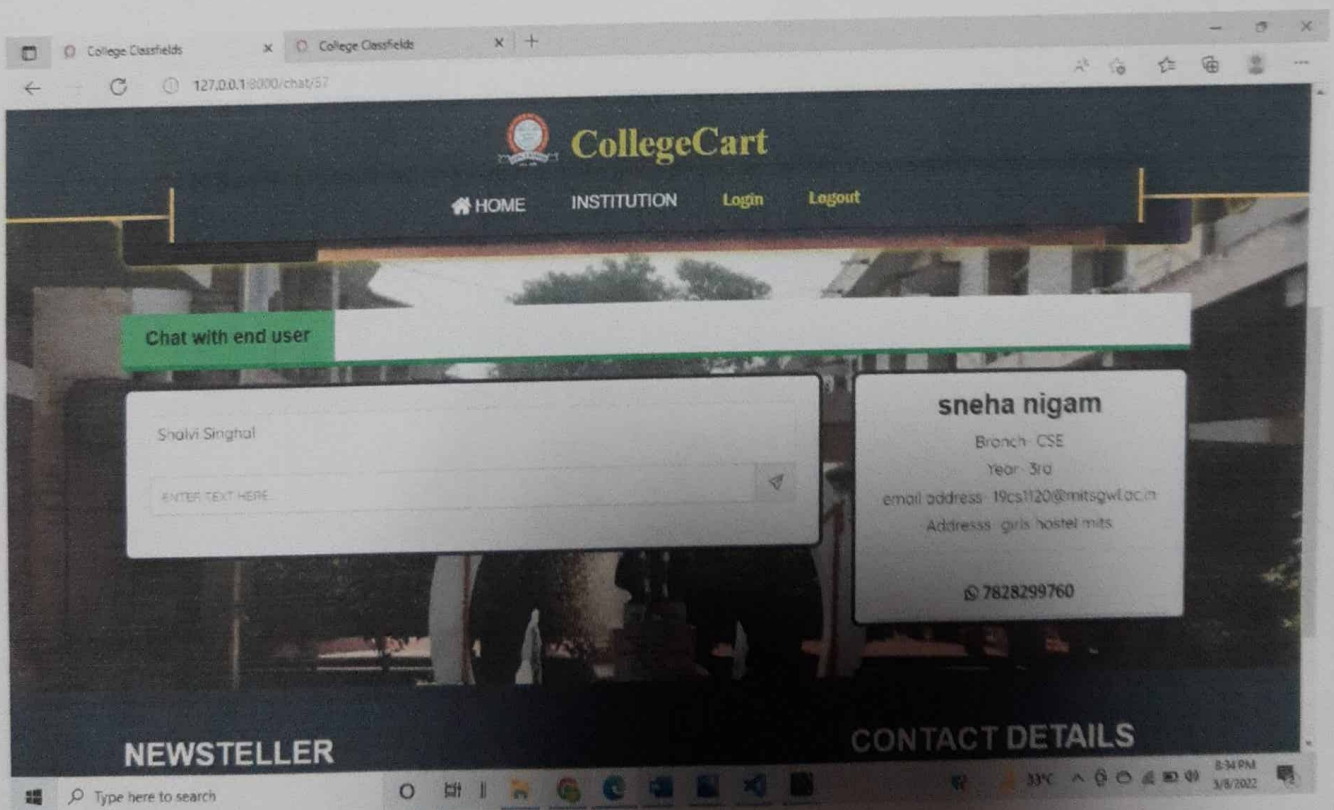 College Classfields
College Classfields
127.0.0.1:8000/chat/57
CollegeCart
HOME INSTITUTION Login Logout
Chat with end user
Shalvi Singhal
ENTER TEXT HERE
sneha nigam
Branch- CSE
Year- 3rd
email address- 19cs1120@mitsgwl.ac.in
Addresss- girls hostel mits
7828299760
NEWSTELLER
CONTACT DETAILS
Type here to search
33°C
8:34 PM
5/8/2022